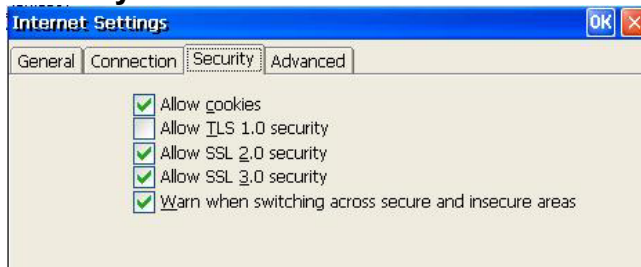 Internet Settings OK
General Connection Security Advanced
Allow cookies
Allow TLS 1.0 security
Allow SSL 2.0 security
Allow SSL 3.0 security
Warn when switching across secure and insecure areas